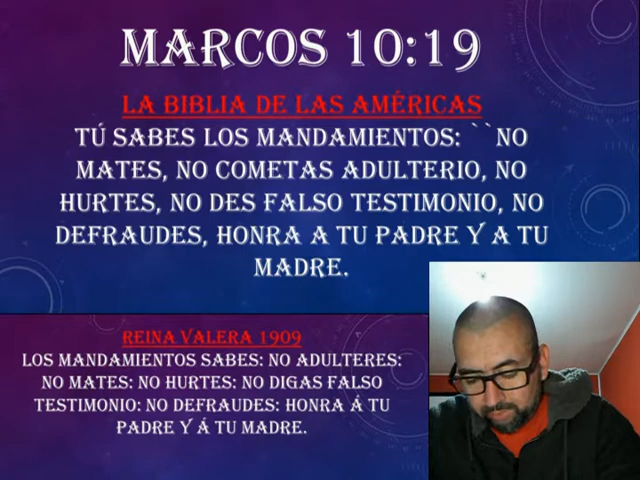 MARCOS 10:19
LA BIBLIA DE LAS AMÉRICAS
TÚ SABES LOS MANDAMIENTOS: ``NO
MATES, NO COMETAS ADULTERIO, NO
HURTES, NO DES FALSO TESTIMONIO, NO
DEFRAUDES, HONRA A TU PADRE Y A TU
MADRE.
REINA VALERA 1909
LOS MANDAMIENTOS SABES: NO ADULTERES:
NO MATES: NO HURTES: NO DIGAS FALSO
TESTIMONIO: NO DEFRAUDES: HONRA Á TU
PADRE Y Á TU MADRE.